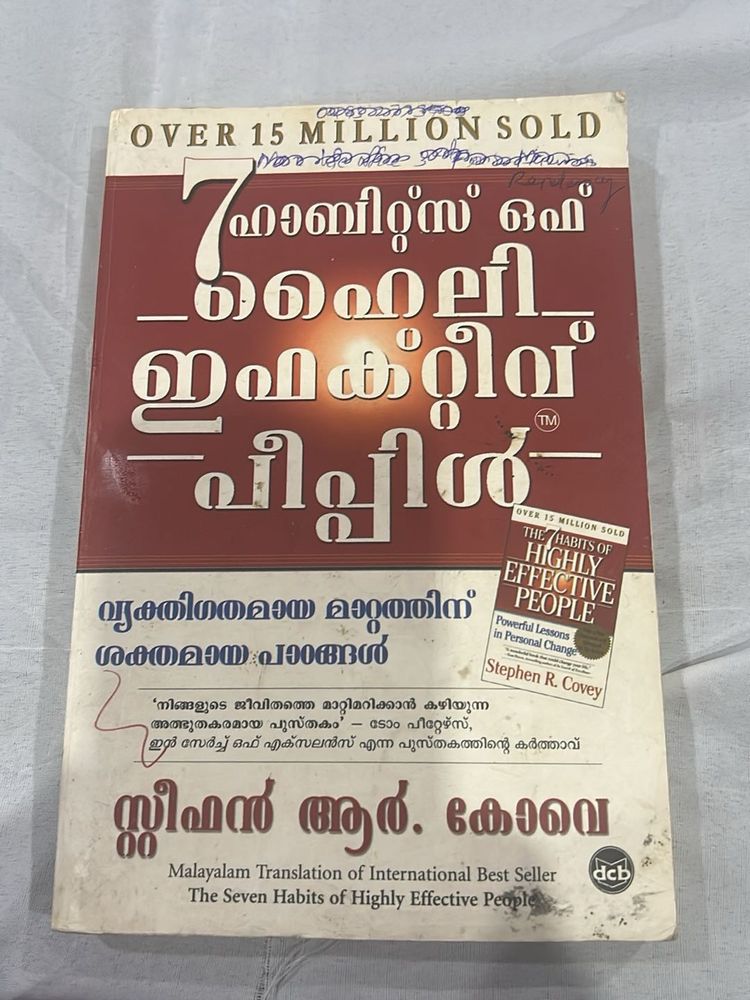 OVER 15 MILLION SOLD
7 ഹാബിറ്റ്സ് ഒഫ്
ഹൈലി
ഇഫക്റ്റീവ്
TM
പീപ്പിൾ
OVER 15 MILLION SOLD
THE 7 HABITS OF
HIGHLY
EFFECTIVE
PEOPLE
Powerful Lessons
in Personal Change
Stephen R. Covey
വ്യക്തിഗതമായ മാറ്റത്തിന്
ശക്തമായ പാഠങ്ങൾ
'നിങ്ങളുടെ ജീവിതത്തെ മാറ്റിമറിക്കാൻ കഴിയുന്ന
അത്ഭുതകരമായ പുസ്തകം' — ടോം പീറ്റേഴ്സ്,
ഇൻ സേർച്ച് ഒഫ് എക്സലൻസ് എന്ന പുസ്തകത്തിന്റെ കർത്താവ്
സ്റ്റീഫൻ ആർ. കോവെ
Malayalam Translation of International Best Seller
The Seven Habits of Highly Effective People
dcb